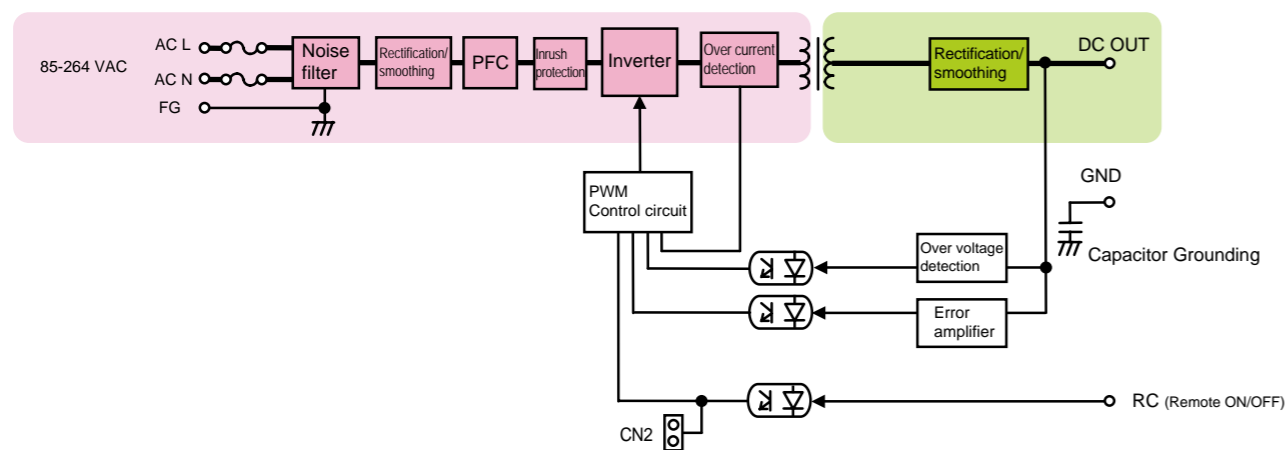 AC L
85-264 VAC
AC N
FG
Noise
filter
Rectification/
smoothing
PFC
Inrush
protection
Inverter
Over current
detection
Rectification/
smoothing
DC OUT
PWM
Control circuit
GND
Capacitor Grounding
Over voltage
detection
Error
amplifier
RC (Remote ON/OFF)
CN2